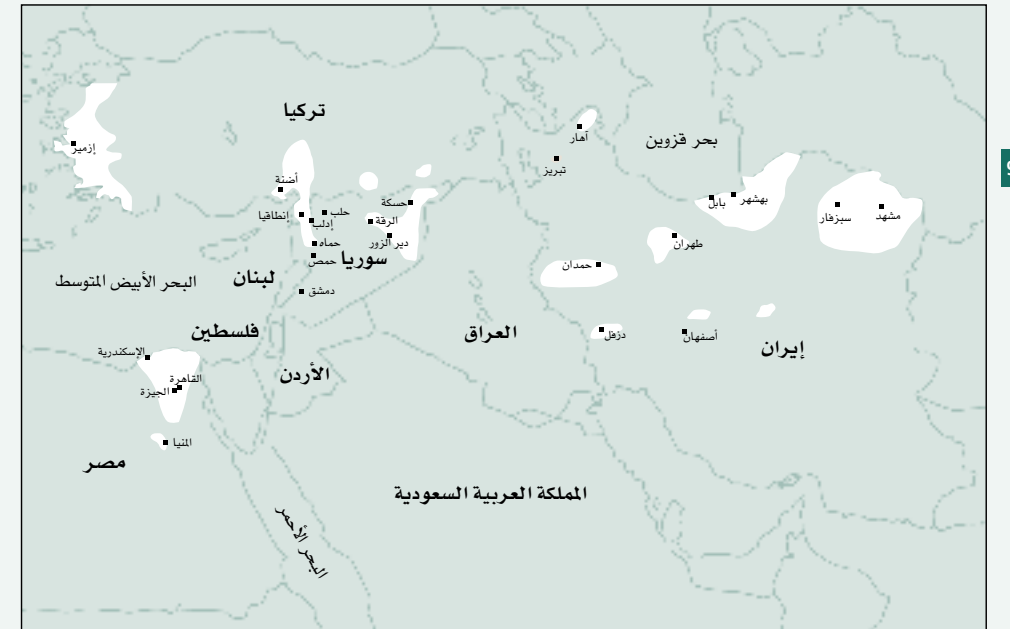 تركيا
إزمير
أضنة
إنطاقيا
حلب
إدلب
حماه
حمص
دمشق
حسكة
الرقة
دير الزور
سوريا
لبنان
البحر الأبيض المتوسط
فلسطين
الأردن
العراق
أهار
تبريز
بحر قزوين
بابل
بهشهر
طهران
حمدان
سبزفار
مشهد
دزفل
أصفهان
إيران
الإسكندرية
القاهرة
الجيزة
المنيا
مصر
المملكة العربية السعودية
البحر الأحمر